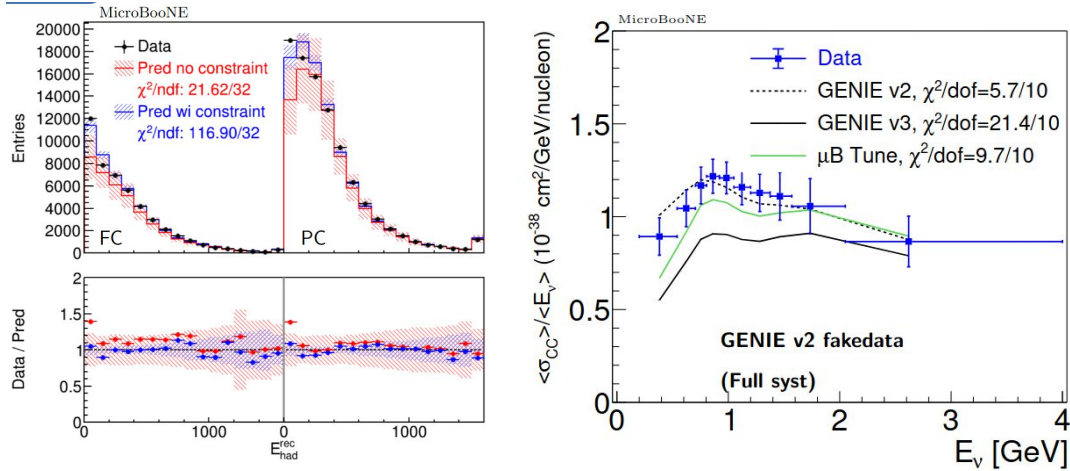 MicroBooNE
20000
18000
16000
14000
12000
10000
8000
6000
4000
2000
0
Entries
Data
Pred no constraint
χ²/ndf: 21.62/32
Pred wi constraint
χ²/ndf: 116.90/32
FC
PC
2
1.5
1
0.5
0
Data / Pred
0 1000 0 1000
E^rec_had
MicroBooNE
2
1.5
1
0.5
0
<σ_CC>/<E_ν> (10⁻³⁸ cm²/GeV/nucleon)
Data
GENIE v2, χ²/dof=5.7/10
GENIE v3, χ²/dof=21.4/10
μB Tune, χ²/dof=9.7/10
GENIE v2 fakedata
(Full syst)
0 1 2 3 4
E_ν [GeV]